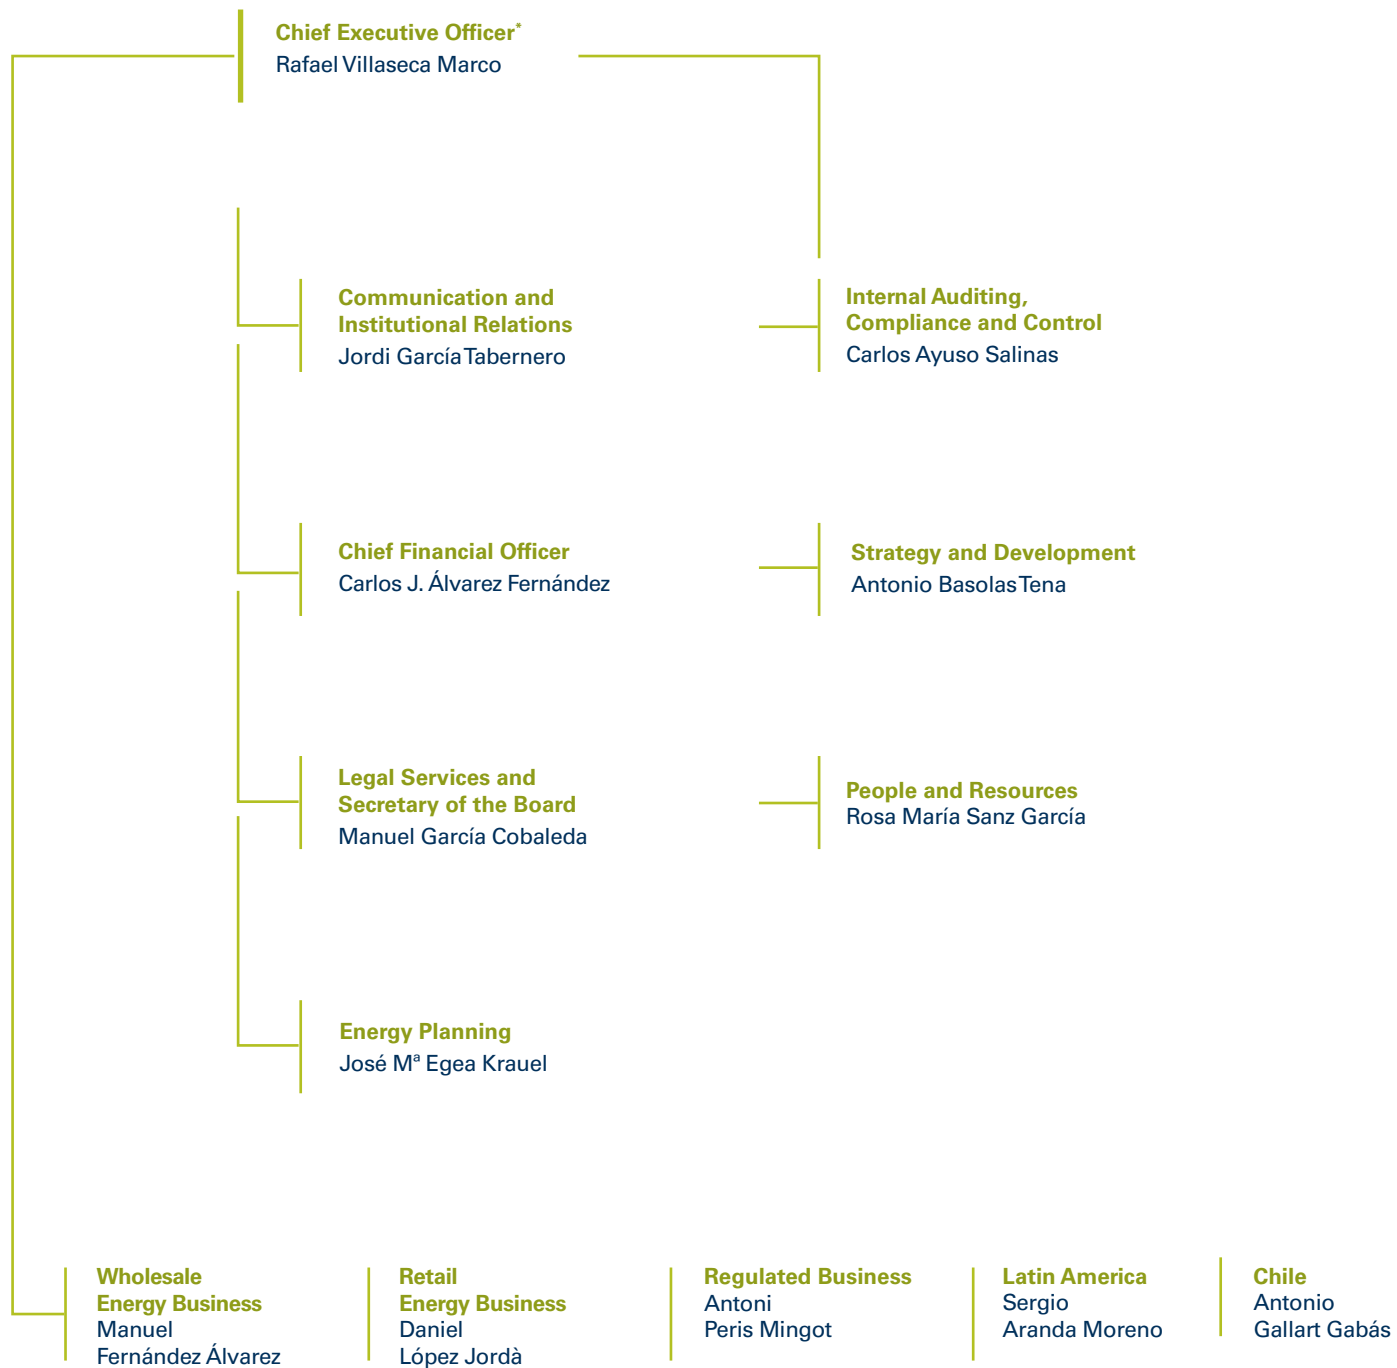 Chief Executive Officer*
Rafael Villaseca Marco
Communication and
Institutional Relations
Jordi García Tabernero
Internal Auditing,
Compliance and Control
Carlos Ayuso Salinas
Chief Financial Officer
Carlos J. Álvarez Fernández
Strategy and Development
Antonio Basolas Tena
Legal Services and
Secretary of the Board
Manuel García Cobaleda
People and Resources
Rosa María Sanz García
Energy Planning
José Mª Egea Krauel
Wholesale
Energy Business
Manuel
Fernández Álvarez
Retail
Energy Business
Daniel
López Jordà
Regulated Business
Antoni
Peris Mingot
Latin America
Sergio
Aranda Moreno
Chile
Antonio
Gallart Gabás